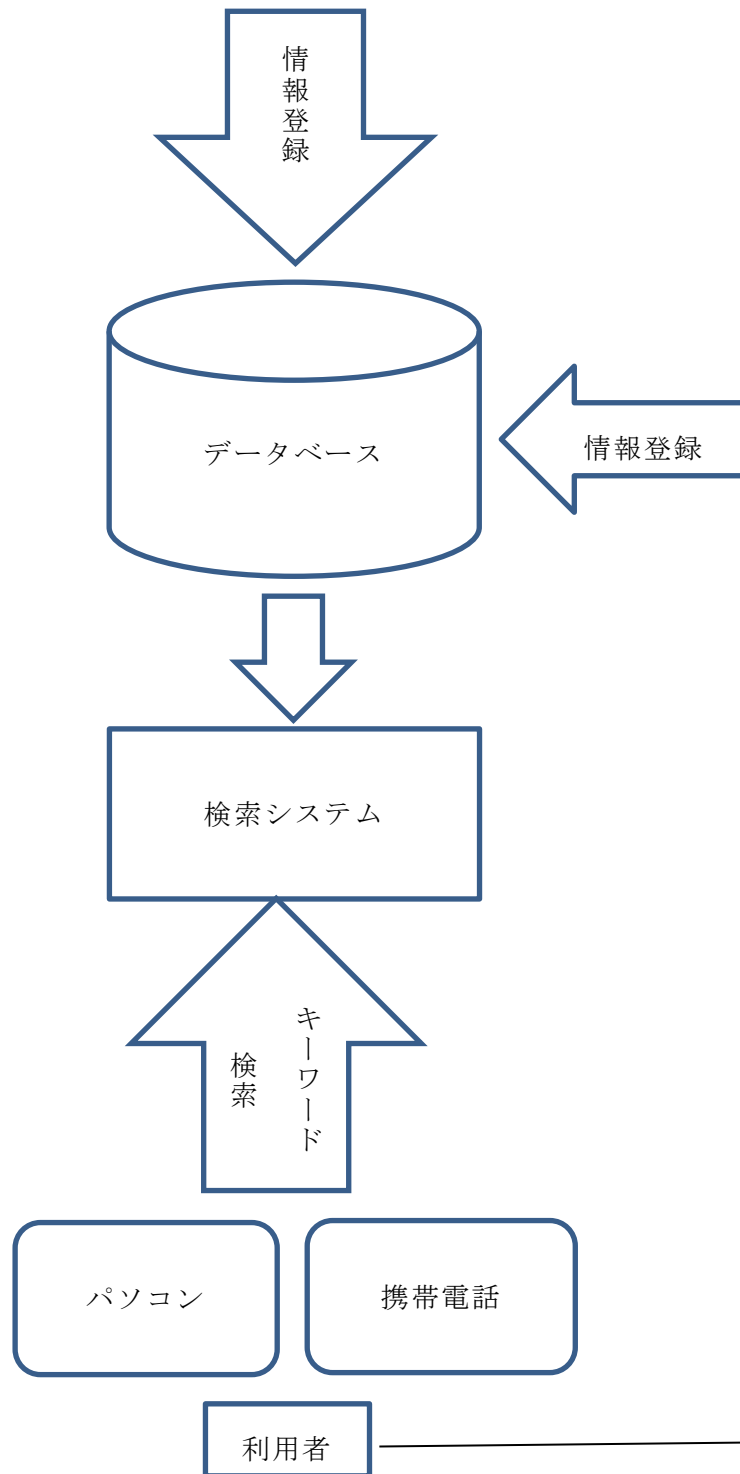 情報登録
データベース
情報登録
検索システム
キーワード
検索
パソコン
携帯電話
利用者